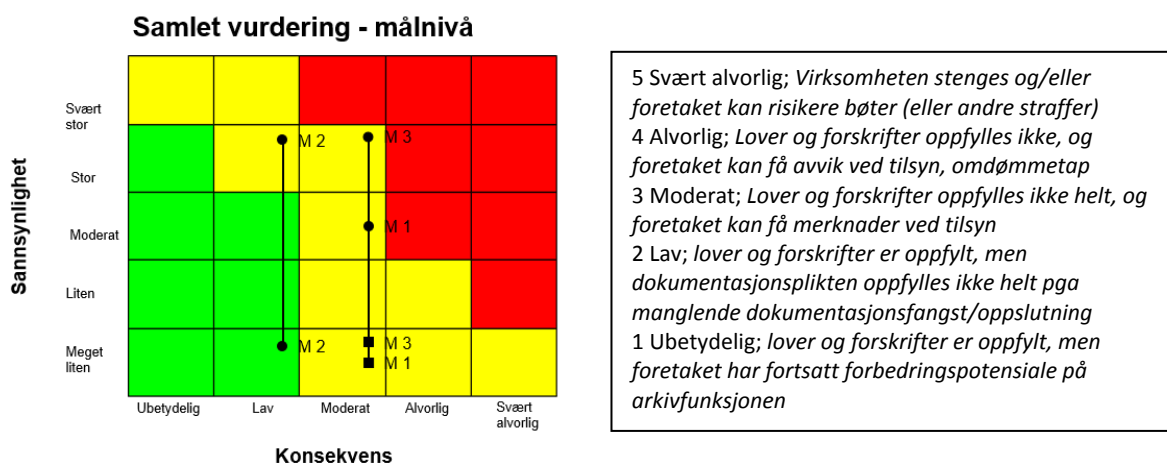 Samlet vurdering - målnivå
Sannsynlighet
Svært
stor
Stor
Moderat
Liten
Meget
liten
M 2
M 3
M 1
M 2
M 3
M 1
Ubetydelig
Lav
Moderat
Alvorlig
Svært
alvorlig
Konsekvens
5 Svært alvorlig; Virksomheten stenges og/eller
foretaket kan risikere bøter (eller andre straffer)
4 Alvorlig; Lover og forskrifter oppfylles ikke, og
foretaket kan få avvik ved tilsyn, omdømmetap
3 Moderat; Lover og forskrifter oppfylles ikke helt, og
foretaket kan få merknader ved tilsyn
2 Lav; lover og forskrifter er oppfylt, men
dokumentasjonsplikten oppfylles ikke helt pga
manglende dokumentasjonsfangst/oppslutning
1 Ubetydelig; lover og forskrifter er oppfylt, men
foretaket har fortsatt forbedringspotensiale på
arkivfunksjonen